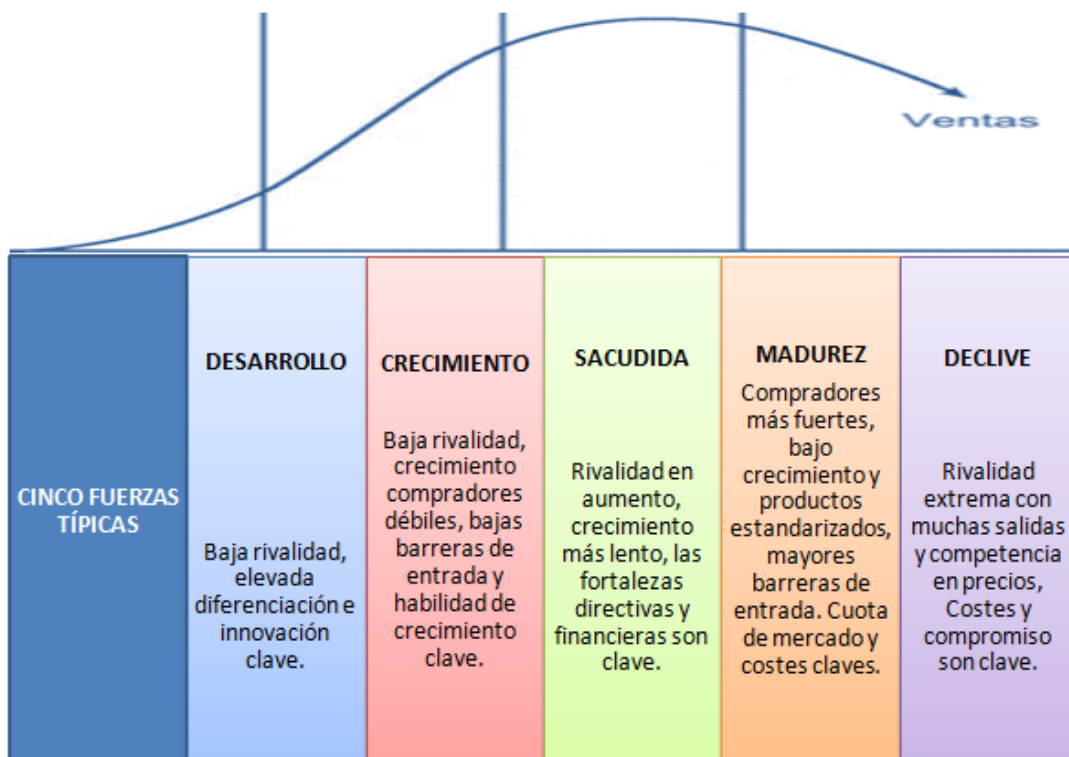 Ventas
CINCO FUERZAS
TÍPICAS
DESARROLLO
Baja rivalidad,
elevada
diferenciación e
innovación
clave.
CRECIMIENTO
Baja rivalidad,
crecimiento
compradores
débiles, bajas
barreras de
entrada y
habilidad de
crecimiento
clave.
SACUDIDA
Rivalidad en
aumento,
crecimiento
más lento, las
fortalezas
directivas y
financieras son
clave.
MADUREZ
Compradores
más fuertes,
bajo
crecimiento y
productos
estandarizados,
mayores
barreras de
entrada. Cuota
de mercado y
costes claves.
DECLIVE
Rivalidad
extrema con
muchas salidas
y competencia
en precios,
Costes y
compromiso
son clave.